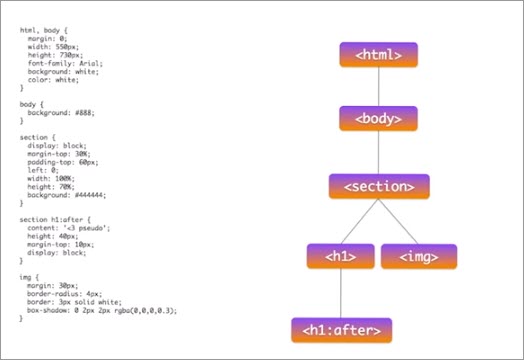 html, body {
margin: 0;
width: 550px;
height: 730px;
font-family: Arial;
background: white;
color: white;
}
body {
background: #888;
}
section {
display: block;
margin-top: 30%;
padding-top: 60px;
left: 0;
width: 100%;
height: 70%;
background: #444444;
}
section h1:after {
content: '<3 pseudo';
height: 40px;
margin-top: 10px;
display: block;
}
img {
margin: 30px;
border-radius: 4px;
border: 3px solid white;
box-shadow: 0 2px 2px rgba(0,0,0,0.3);
}
<html>
<body>
<section>
<h1> <img>
<h1:after>